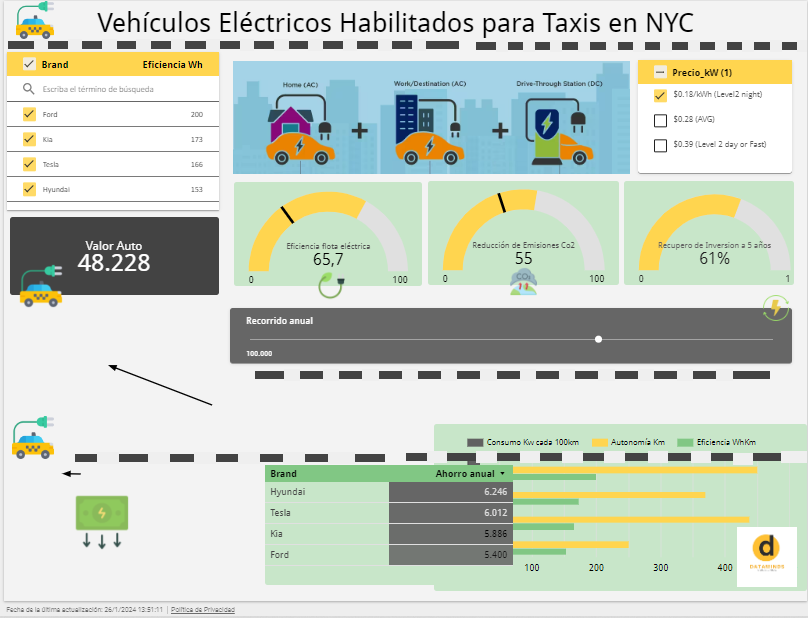 Vehículos Eléctricos Habilitados para Taxis en NYC
Brand Eficiencia Wh
Escriba el término de búsqueda
Ford 200
Kia 173
Tesla 166
Hyundai 153
Home (AC)
Work/Destination (AC)
Drive-Through Station (DC)
Precio_kW (1)
$0.18/kWh (Level2 night)
$0.28 (AVG)
$0.39 (Level 2 day or Fast)
Valor Auto
48.228
Eficiencia flota eléctrica
65,7
0 100
Reducción de Emisiones Co2
55
0 100
Recupero de Inversion a 5 años
61%
0 1
Recorrido anual
100.000
Consumo Kw cada 100km Autonomía Km Eficiencia WhKm
Brand Ahorro anual
Hyundai 6.246
Tesla 6.012
Kia 5.886
Ford 5.400
100 200 300 400
d
DATAMINDS
Fecha de la última actualización: 26/1/2024 13:51:11 | Política de Privacidad